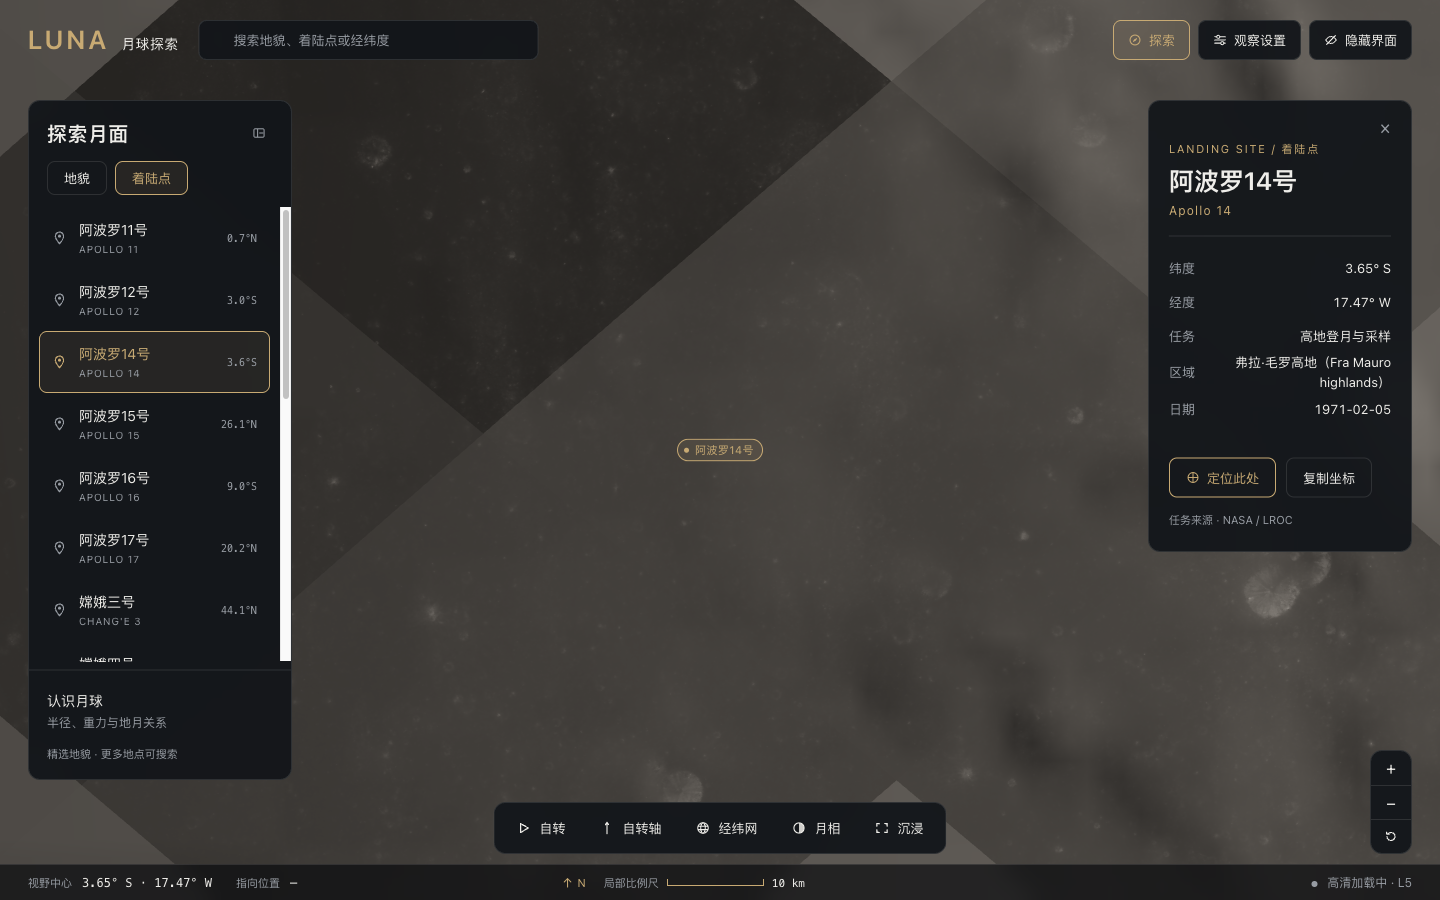 LUNA 月球探索
搜索地貌、着陆点或经纬度
探索
观察设置
隐藏界面
探索月面
地貌
着陆点
阿波罗11号
APOLLO 11
0.7°N
阿波罗12号
APOLLO 12
3.0°S
阿波罗14号
APOLLO 14
3.6°S
阿波罗15号
APOLLO 15
26.1°N
阿波罗16号
APOLLO 16
9.0°S
阿波罗17号
APOLLO 17
20.2°N
嫦娥三号
CHANG'E 3
44.1°N
认识月球
半径、重力与地月关系
精选地貌 · 更多地点可搜索
阿波罗14号
LANDING SITE / 着陆点
阿波罗14号
Apollo 14
纬度 3.65° S
经度 17.47° W
任务 高地登月与采样
区域 弗拉·毛罗高地（Fra Mauro
highlands）
日期 1971-02-05
定位此处
复制坐标
任务来源 · NASA / LROC
自转
自转轴
经纬网
月相
沉浸
视野中心 3.65° S · 17.47° W
指向位置 —
N
局部比例尺
10 km
高清加载中 · L5